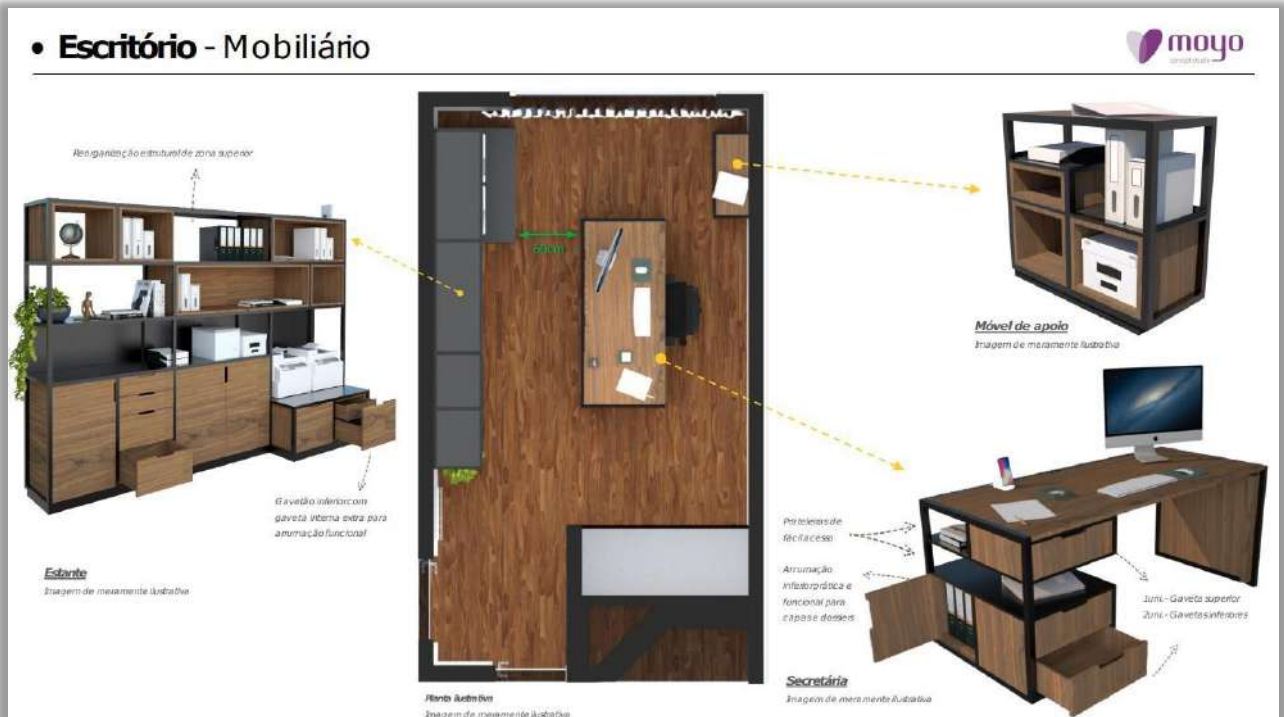 • Escritório - Mobiliário
moyo
Reorganização estrutural de zona superior
60cm
Móvel de apoio
Imagem de meramente ilustrativa
Gavetão inferior com
gaveta interna extra para
arrumação funcional
Estante
Imagem de meramente ilustrativa
Prateleiras de
fácil acesso
Arrumação
inferior prática e
funcional para
capas e dossiers
1uni.- Gaveta superior
2uni.- Gavetas inferiores
Secretária
Imagem de meramente ilustrativa
Planta ilustrativa
Imagem de meramente ilustrativa